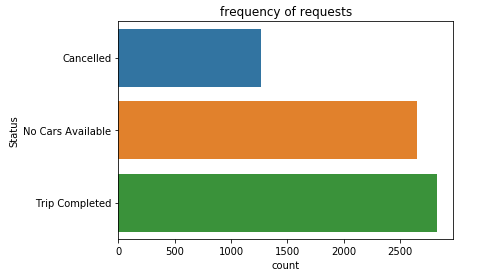 frequency of requests
Cancelled
No Cars Available
Trip Completed
Status
0 500 1000 1500 2000 2500
count